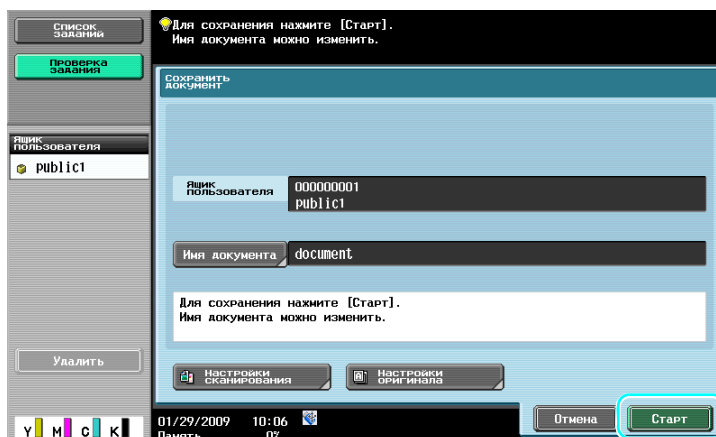 Список
заданий
Проверка
задания
Для сохранения нажмите [Старт].
Имя документа можно изменить.
Сохранить
документ
Ящик
пользователя
public1
Ящик
пользователя
000000001
public1
Имя документа
document
Для сохранения нажмите [Старт].
Имя документа можно изменить.
Удалить
Настройки
сканирования
Настройки
оригинала
Отмена
Старт
01/29/2009 10:06
Память 0%
Y M C K